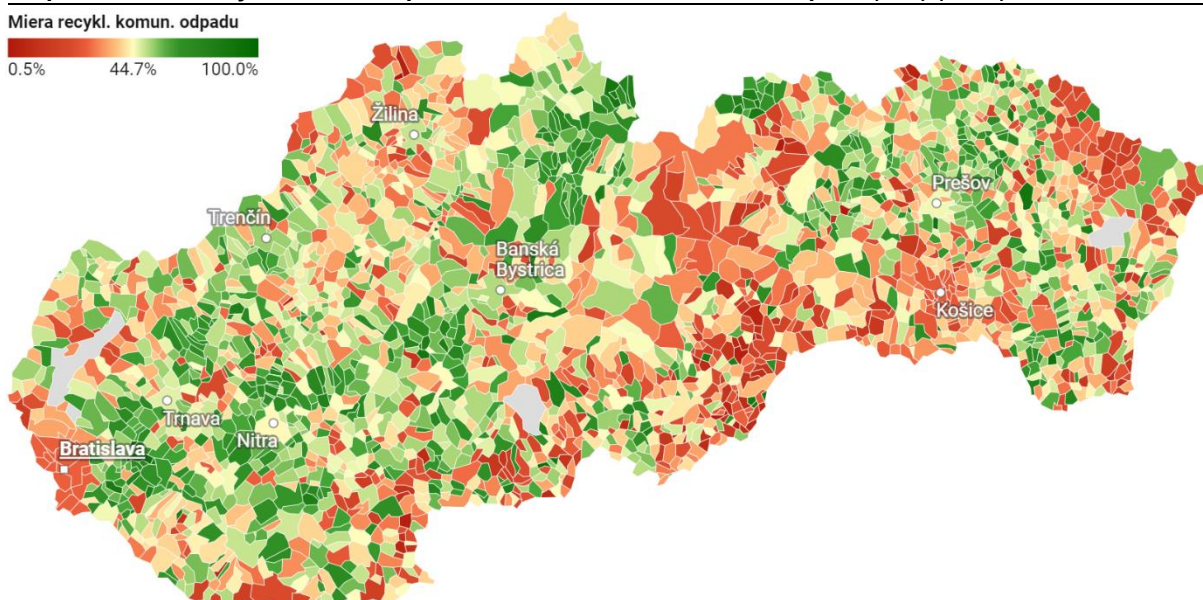 Miera recykl. komun. odpadu
0.5%
44.7%
100.0%
Žilina
Prešov
Trenčín
Banská
Bystrica
Košice
Trnava
Nitra
Bratislava